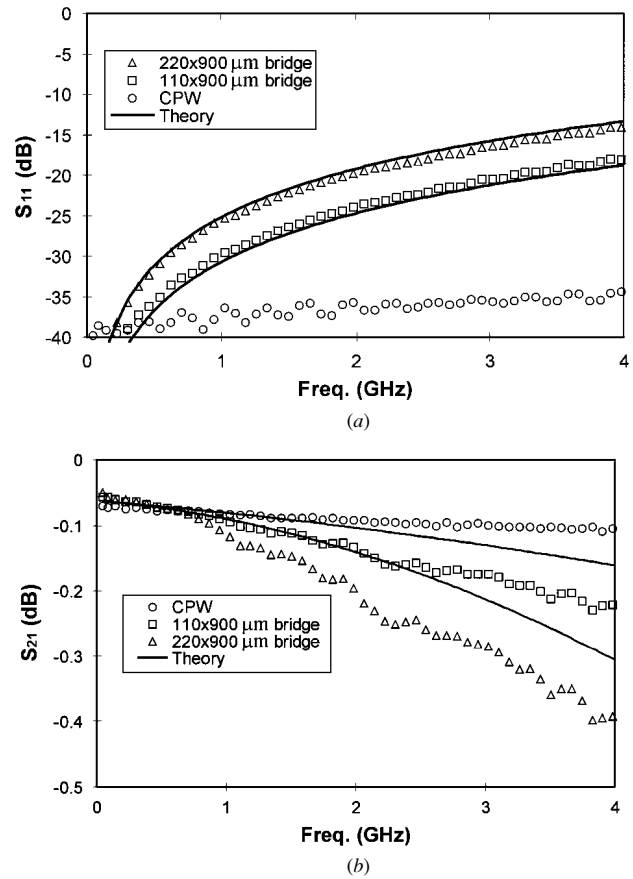 0
-5
-10
-15
-20
-25
-30
-35
-40
S11 (dB)
220x900 μm bridge
110x900 μm bridge
CPW
Theory
0 1 2 3 4
Freq. (GHz)
(a)
0
-0.1
-0.2
-0.3
-0.4
-0.5
S21 (dB)
CPW
110x900 μm bridge
220x900 μm bridge
Theory
0 1 2 3 4
Freq. (GHz)
(b)